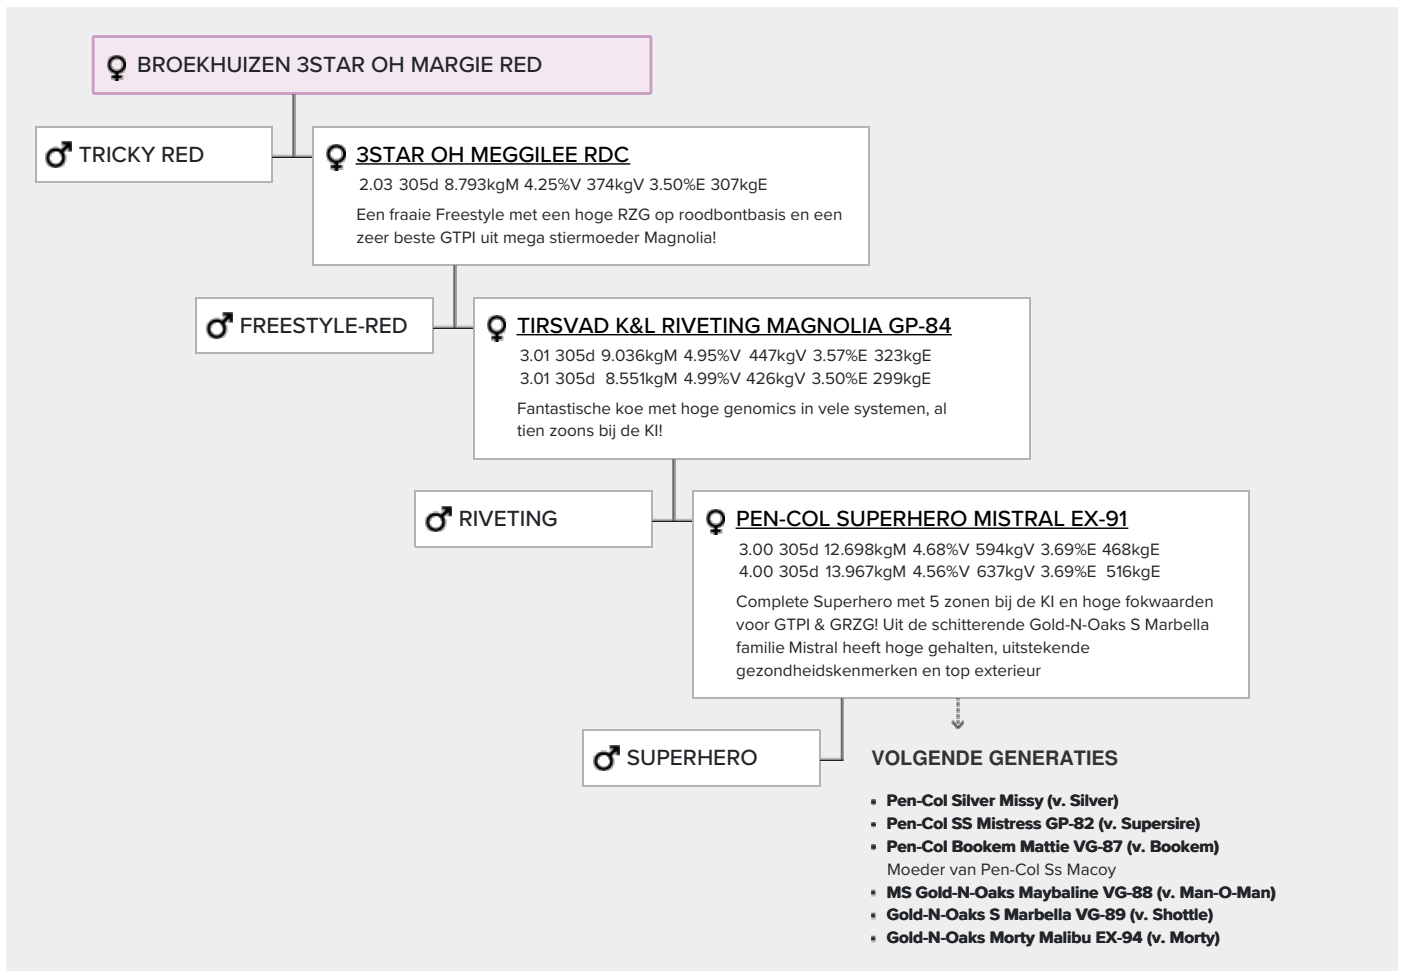 BROEKHUIZEN 3STAR OH MARGIE RED
TRICKY RED
3STAR OH MEGGILEE RDC
2.03 305d 8.793kgM 4.25%V 374kgV 3.50%E 307kgE
Een fraaie Freestyle met een hoge RZG op roodbontbasis en een
zeer beste GTPI uit mega stiermoeder Magnolia!
FREESTYLE-RED
TIRSVAD K&L RIVETING MAGNOLIA GP-84
3.01 305d 9.036kgM 4.95%V 447kgV 3.57%E 323kgE
3.01 305d 8.551kgM 4.99%V 426kgV 3.50%E 299kgE
Fantastische koe met hoge genomics in vele systemen, al
tien zoons bij de KI!
RIVETING
PEN-COL SUPERHERO MISTRAL EX-91
3.00 305d 12.698kgM 4.68%V 594kgV 3.69%E 468kgE
4.00 305d 13.967kgM 4.56%V 637kgV 3.69%E 516kgE
Complete Superhero met 5 zonen bij de KI en hoge fokwaarden
voor GTPI & GRZG! Uit de schitterende Gold-N-Oaks S Marbella
familie Mistral heeft hoge gehalten, uitstekende
gezondheidskenmerken en top exterieur
SUPERHERO
VOLGENDE GENERATIES
Pen-Col Silver Missy (v. Silver)
Pen-Col SS Mistress GP-82 (v. Supersire)
Pen-Col Bookem Mattie VG-87 (v. Bookem)
Moeder van Pen-Col Ss Macoy
MS Gold-N-Oaks Maybaline VG-88 (v. Man-O-Man)
Gold-N-Oaks S Marbella VG-89 (v. Shottle)
Gold-N-Oaks Morty Malibu EX-94 (v. Morty)